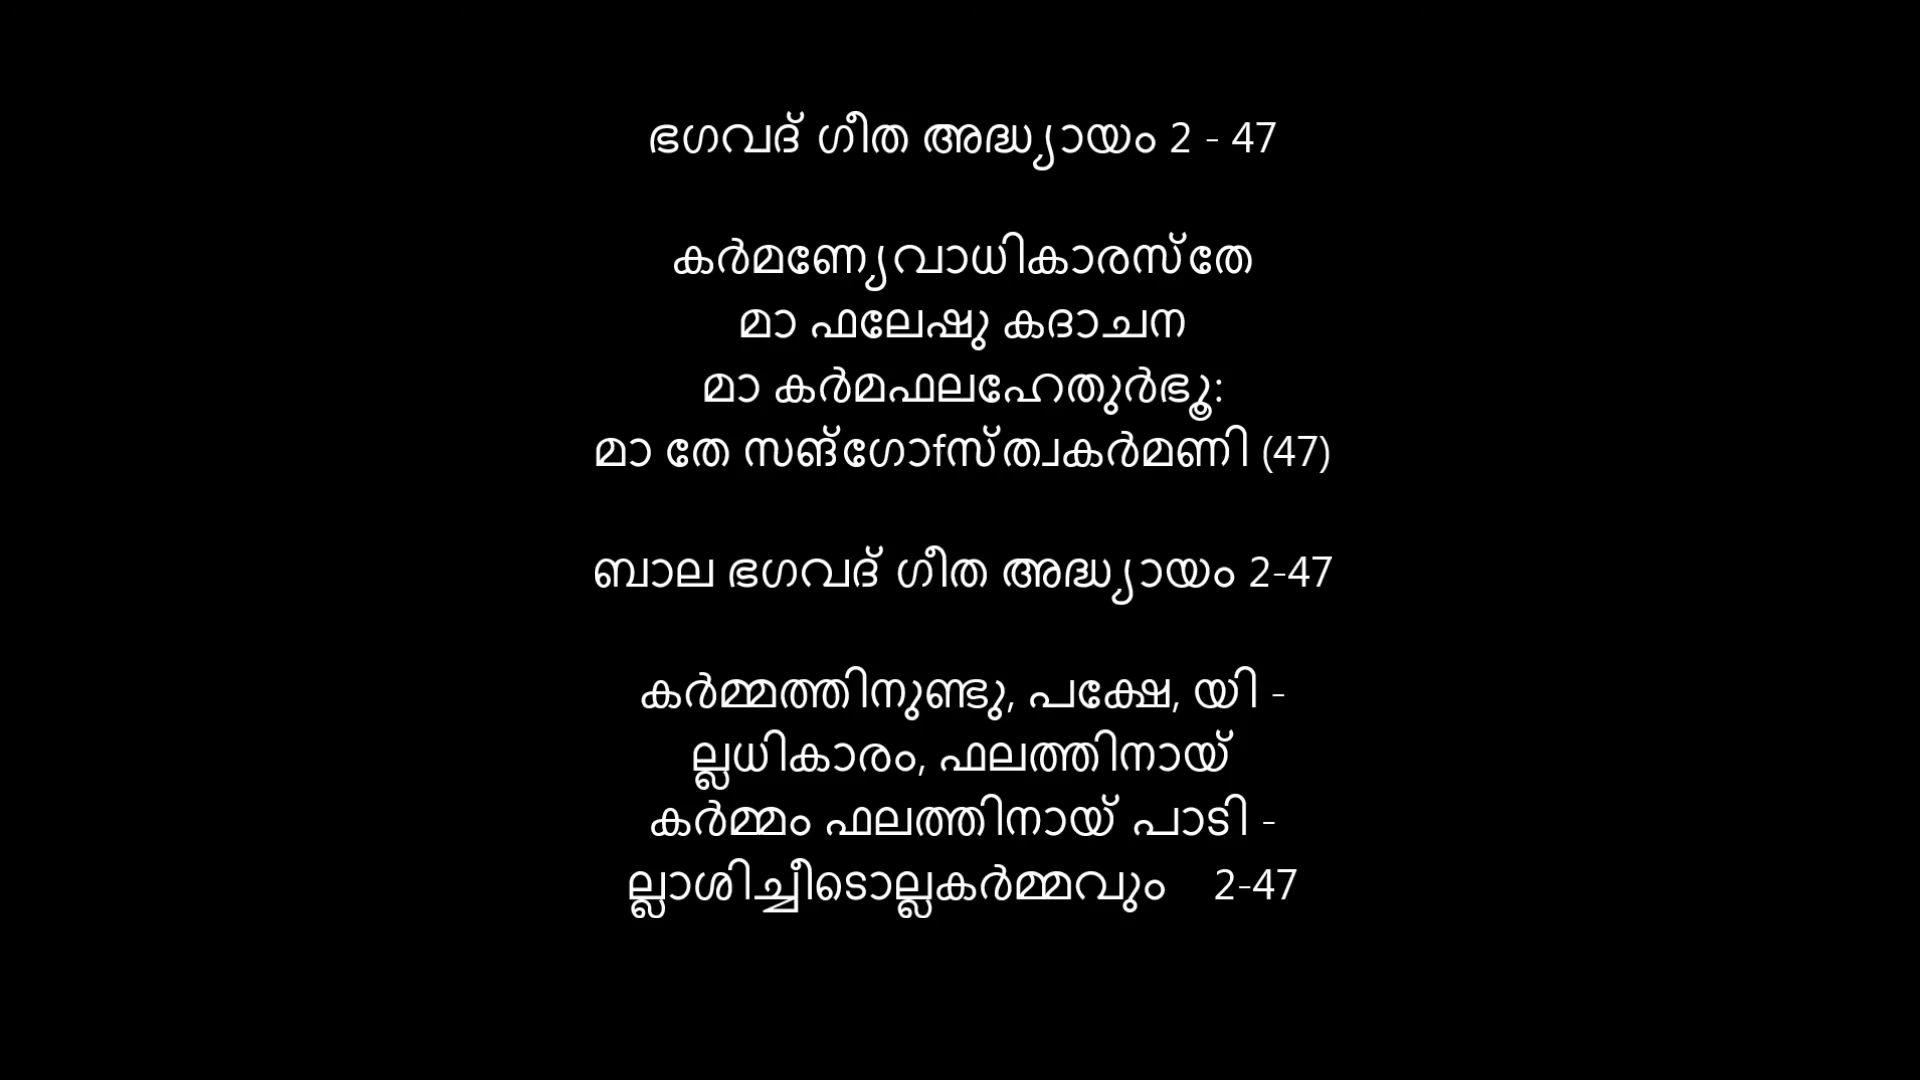 ഭഗവദ് ഗീത അദ്ധ്യായം 2 - 47
കർമണ്യേവാധികാരസ്തേ
മാ ഫലേഷു കദാചന
മാ കർമഫലഹേതുർഭൂ:
മാ തേ സങ്ഗോfസ്ത്വകർമണി (47)
ബാല ഭഗവദ് ഗീത അദ്ധ്യായം 2-47
കർമ്മത്തിനുണ്ടു, പക്ഷേ, യി -
ല്ലധികാരം, ഫലത്തിനായ്
കർമ്മം ഫലത്തിനായ് പാടി -
ല്ലാശിച്ചീടൊല്ലകർമ്മവും 2-47